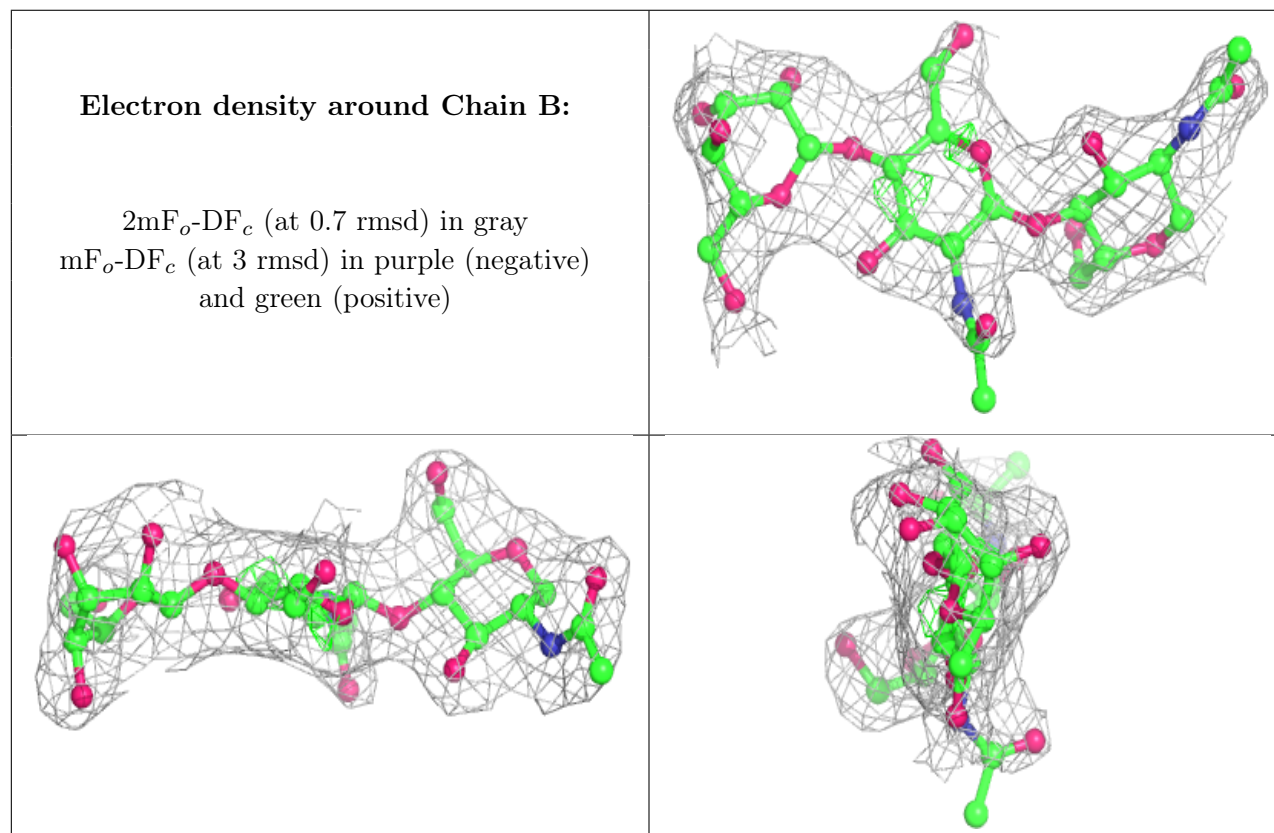 Electron density around Chain B:
2mFₒ-DF𝒸 (at 0.7 rmsd) in gray
mFₒ-DF𝒸 (at 3 rmsd) in purple (negative)
and green (positive)